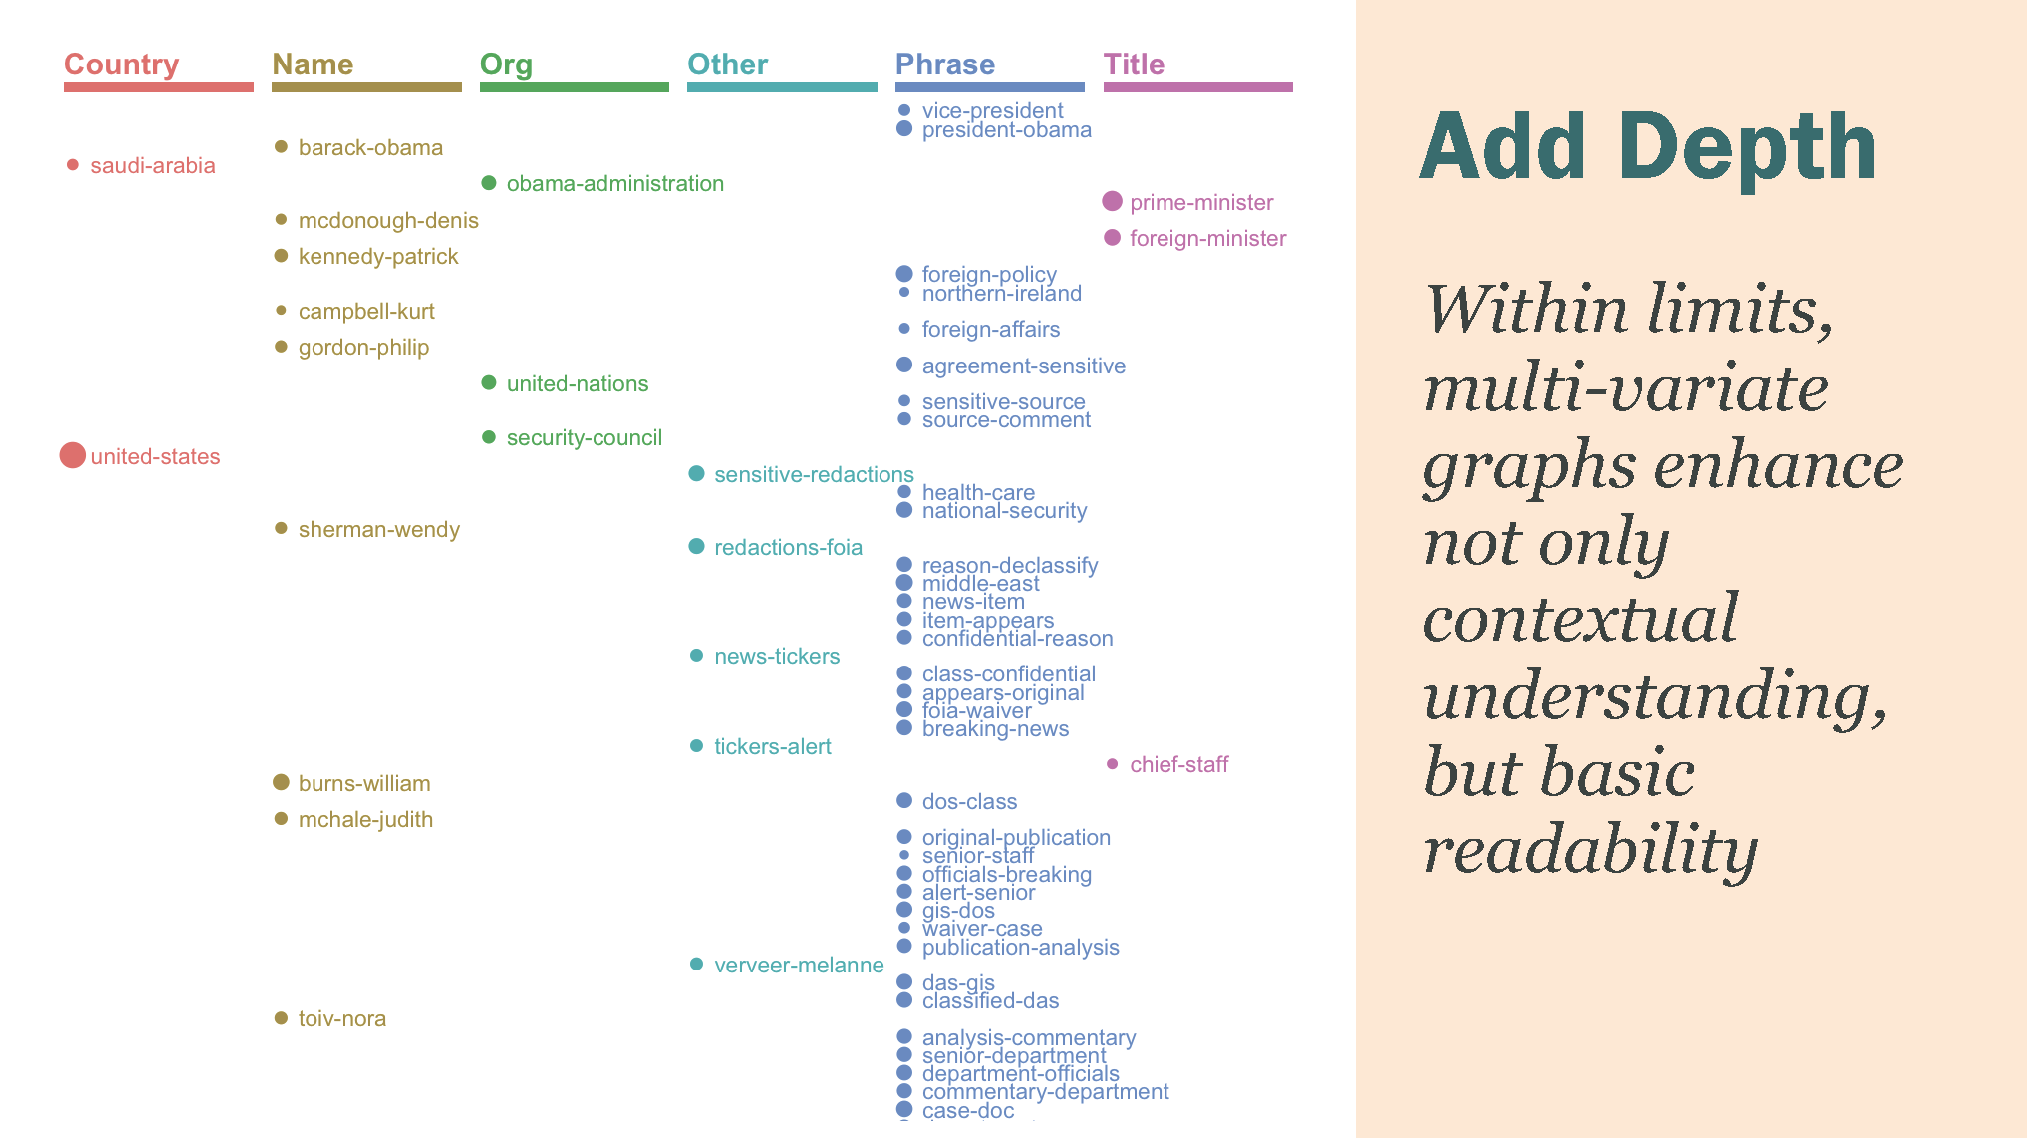 Country Name Org Other Phrase Title
vice-president
president-obama
barack-obama
saudi-arabia
obama-administration
prime-minister
mcdonough-denis
foreign-minister
kennedy-patrick
foreign-policy
northern-ireland
campbell-kurt
foreign-affairs
gordon-philip
agreement-sensitive
united-nations
sensitive-source
source-comment
security-council
united-states
sensitive-redactions
health-care
national-security
sherman-wendy
redactions-foia
reason-declassify
middle-east
news-item
item-appears
confidential-reason
news-tickers
class-confidential
appears-original
foia-waiver
breaking-news
tickers-alert
chief-staff
burns-william
dos-class
mchale-judith
original-publication
senior-staff
officials-breaking
alert-senior
gis-dos
waiver-case
publication-analysis
verveer-melanne
das-gis
classified-das
toiv-nora
analysis-commentary
senior-department
department-officials
commentary-department
case-doc
Add Depth
Within limits,
multi-variate
graphs enhance
not only
contextual
understanding,
but basic
readability